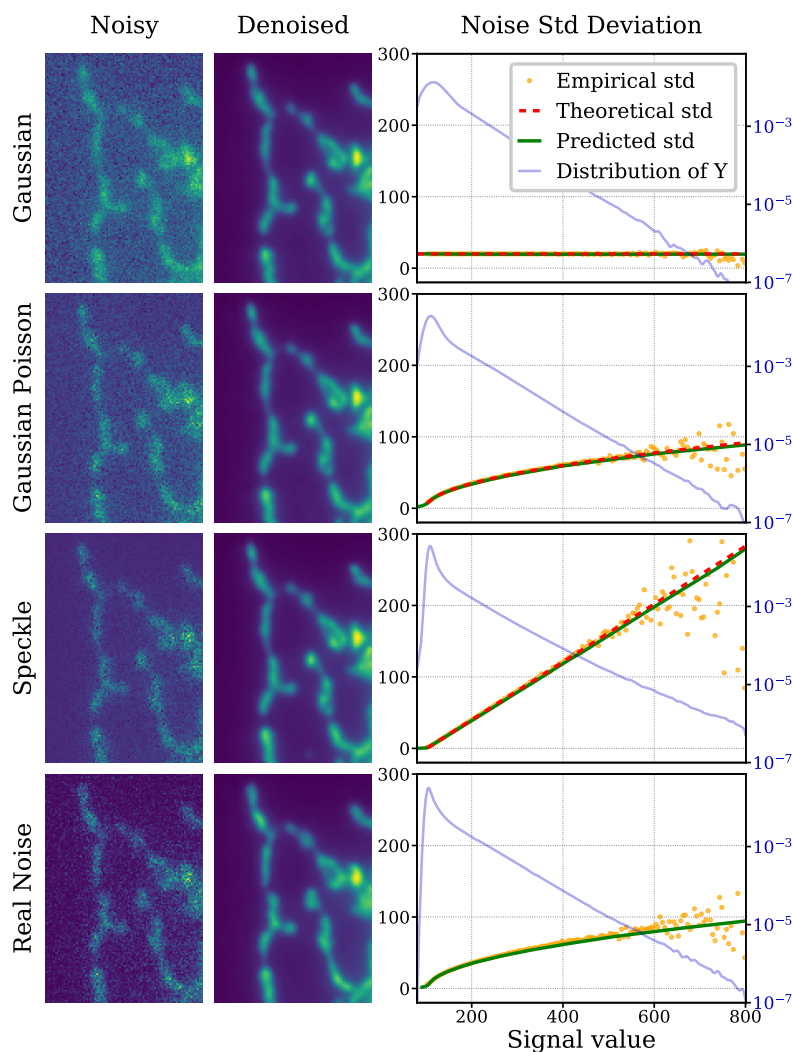 Noisy
Denoised
Noise Std Deviation
Gaussian
300
200
100
0
Empirical std
Theoretical std
Predicted std
Distribution of Y
10⁻³
10⁻⁵
10⁻⁷
Gaussian Poisson
300
200
100
0
10⁻³
10⁻⁵
10⁻⁷
Speckle
300
200
100
0
10⁻³
10⁻⁵
10⁻⁷
Real Noise
300
200
100
0
10⁻³
10⁻⁵
10⁻⁷
200
400
600
800
Signal value